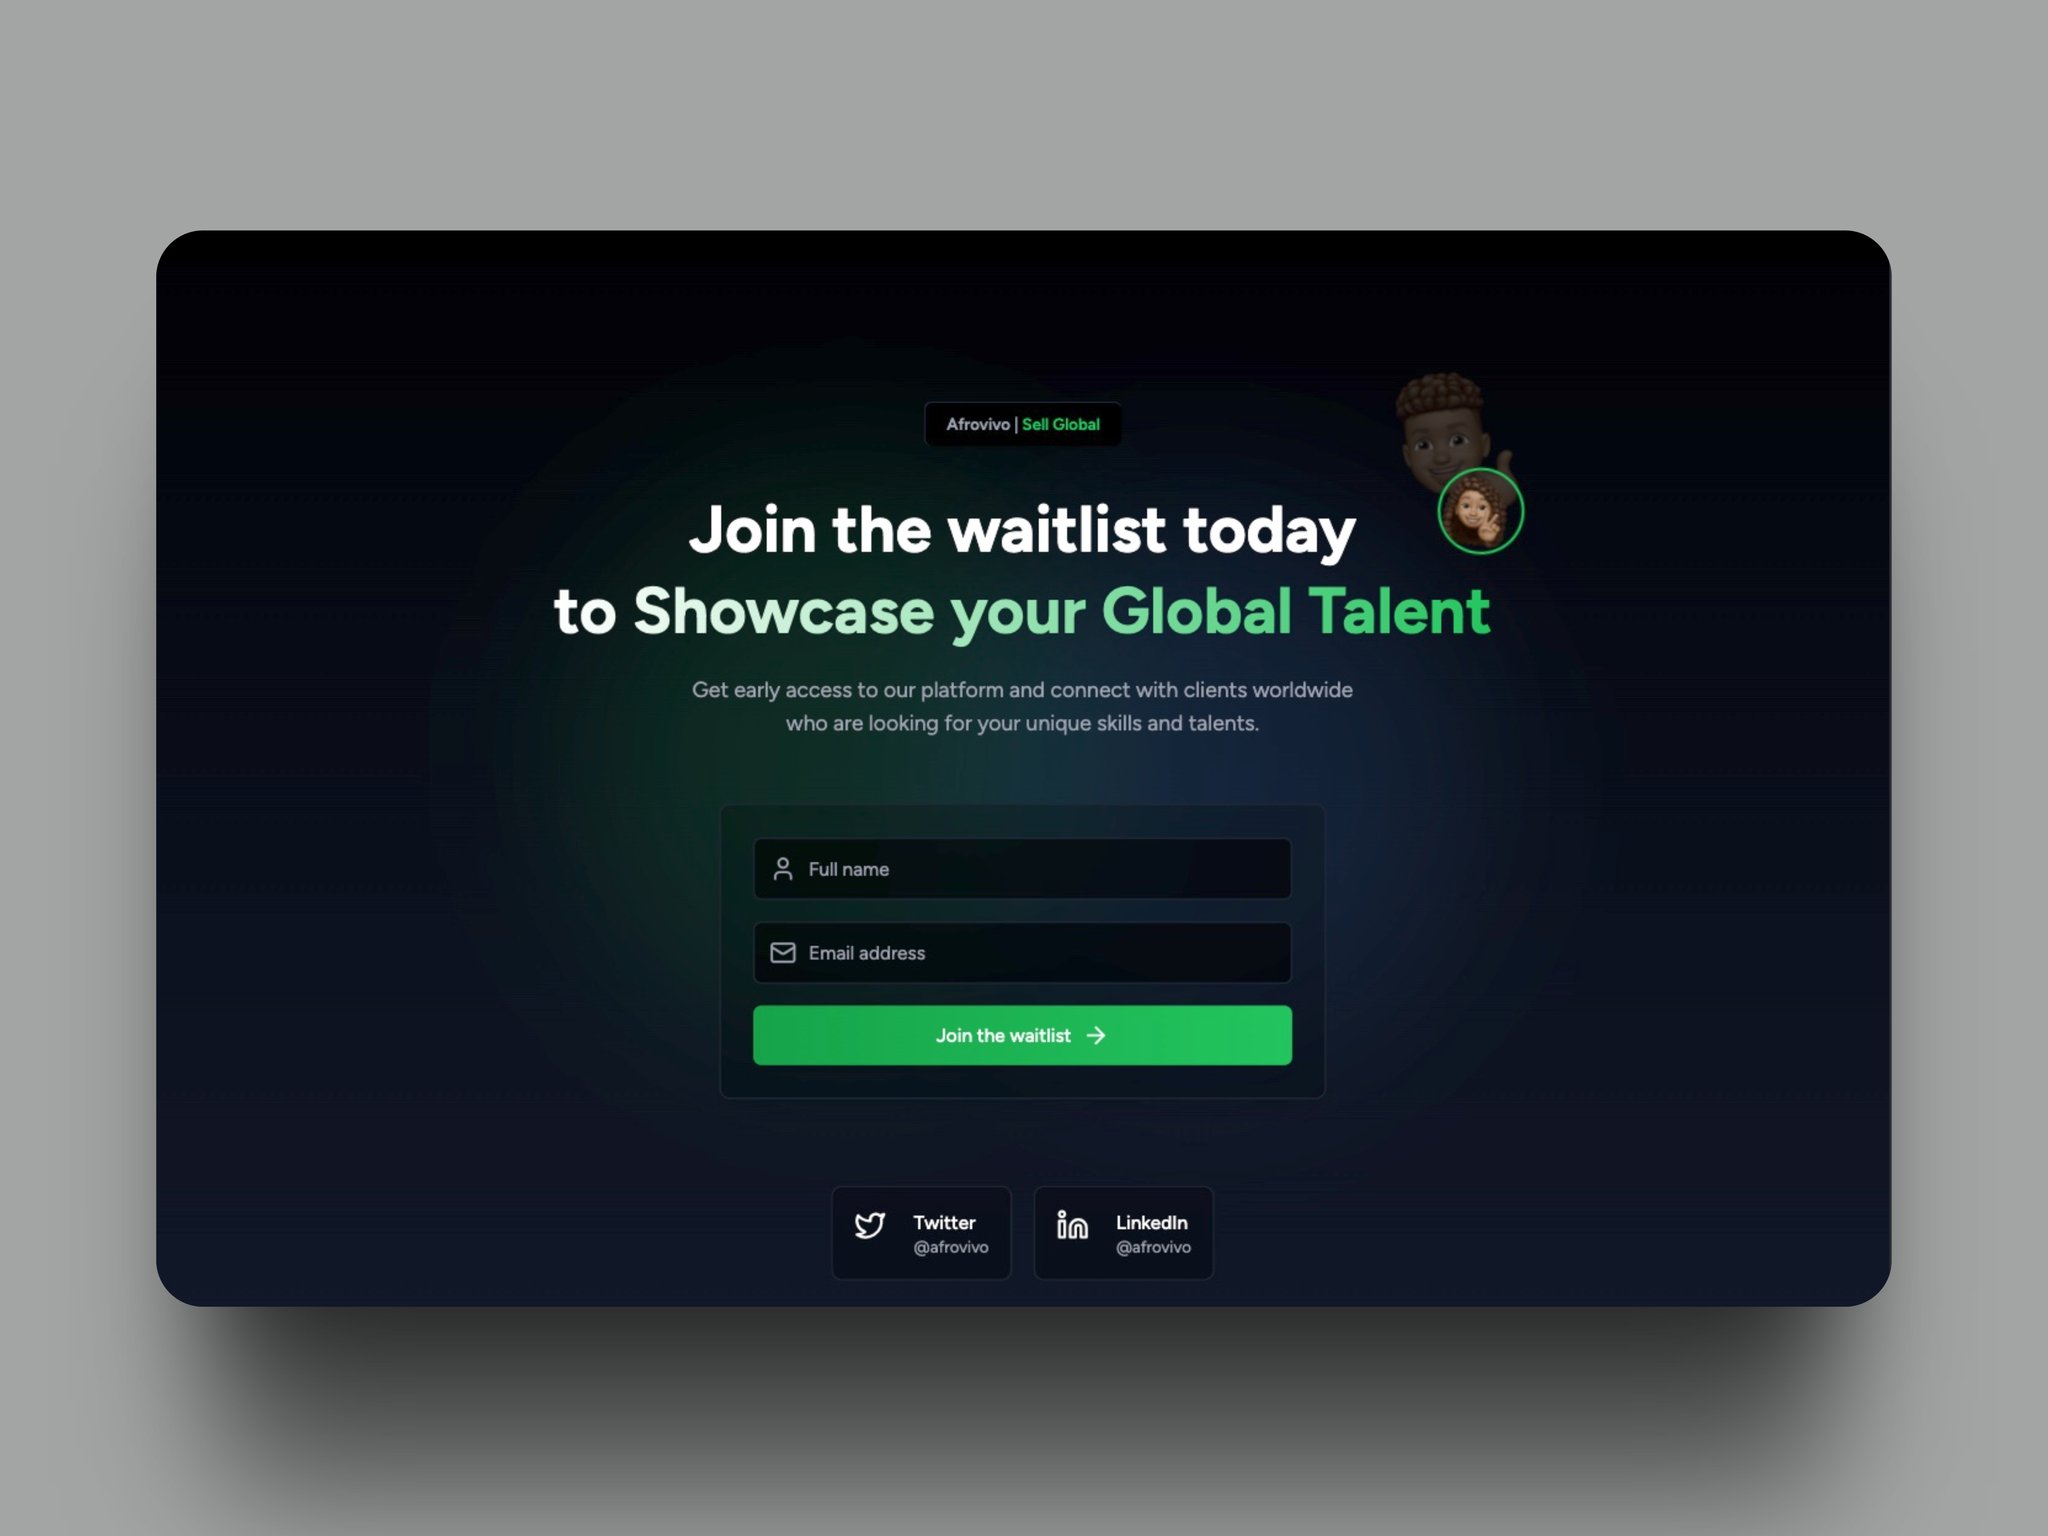 Afrovivo | Sell Global
Join the waitlist today
to Showcase your Global Talent
Get early access to our platform and connect with clients worldwide
who are looking for your unique skills and talents.
Full name
Email address
Join the waitlist
Twitter
@afrovivo
LinkedIn
@afrovivo